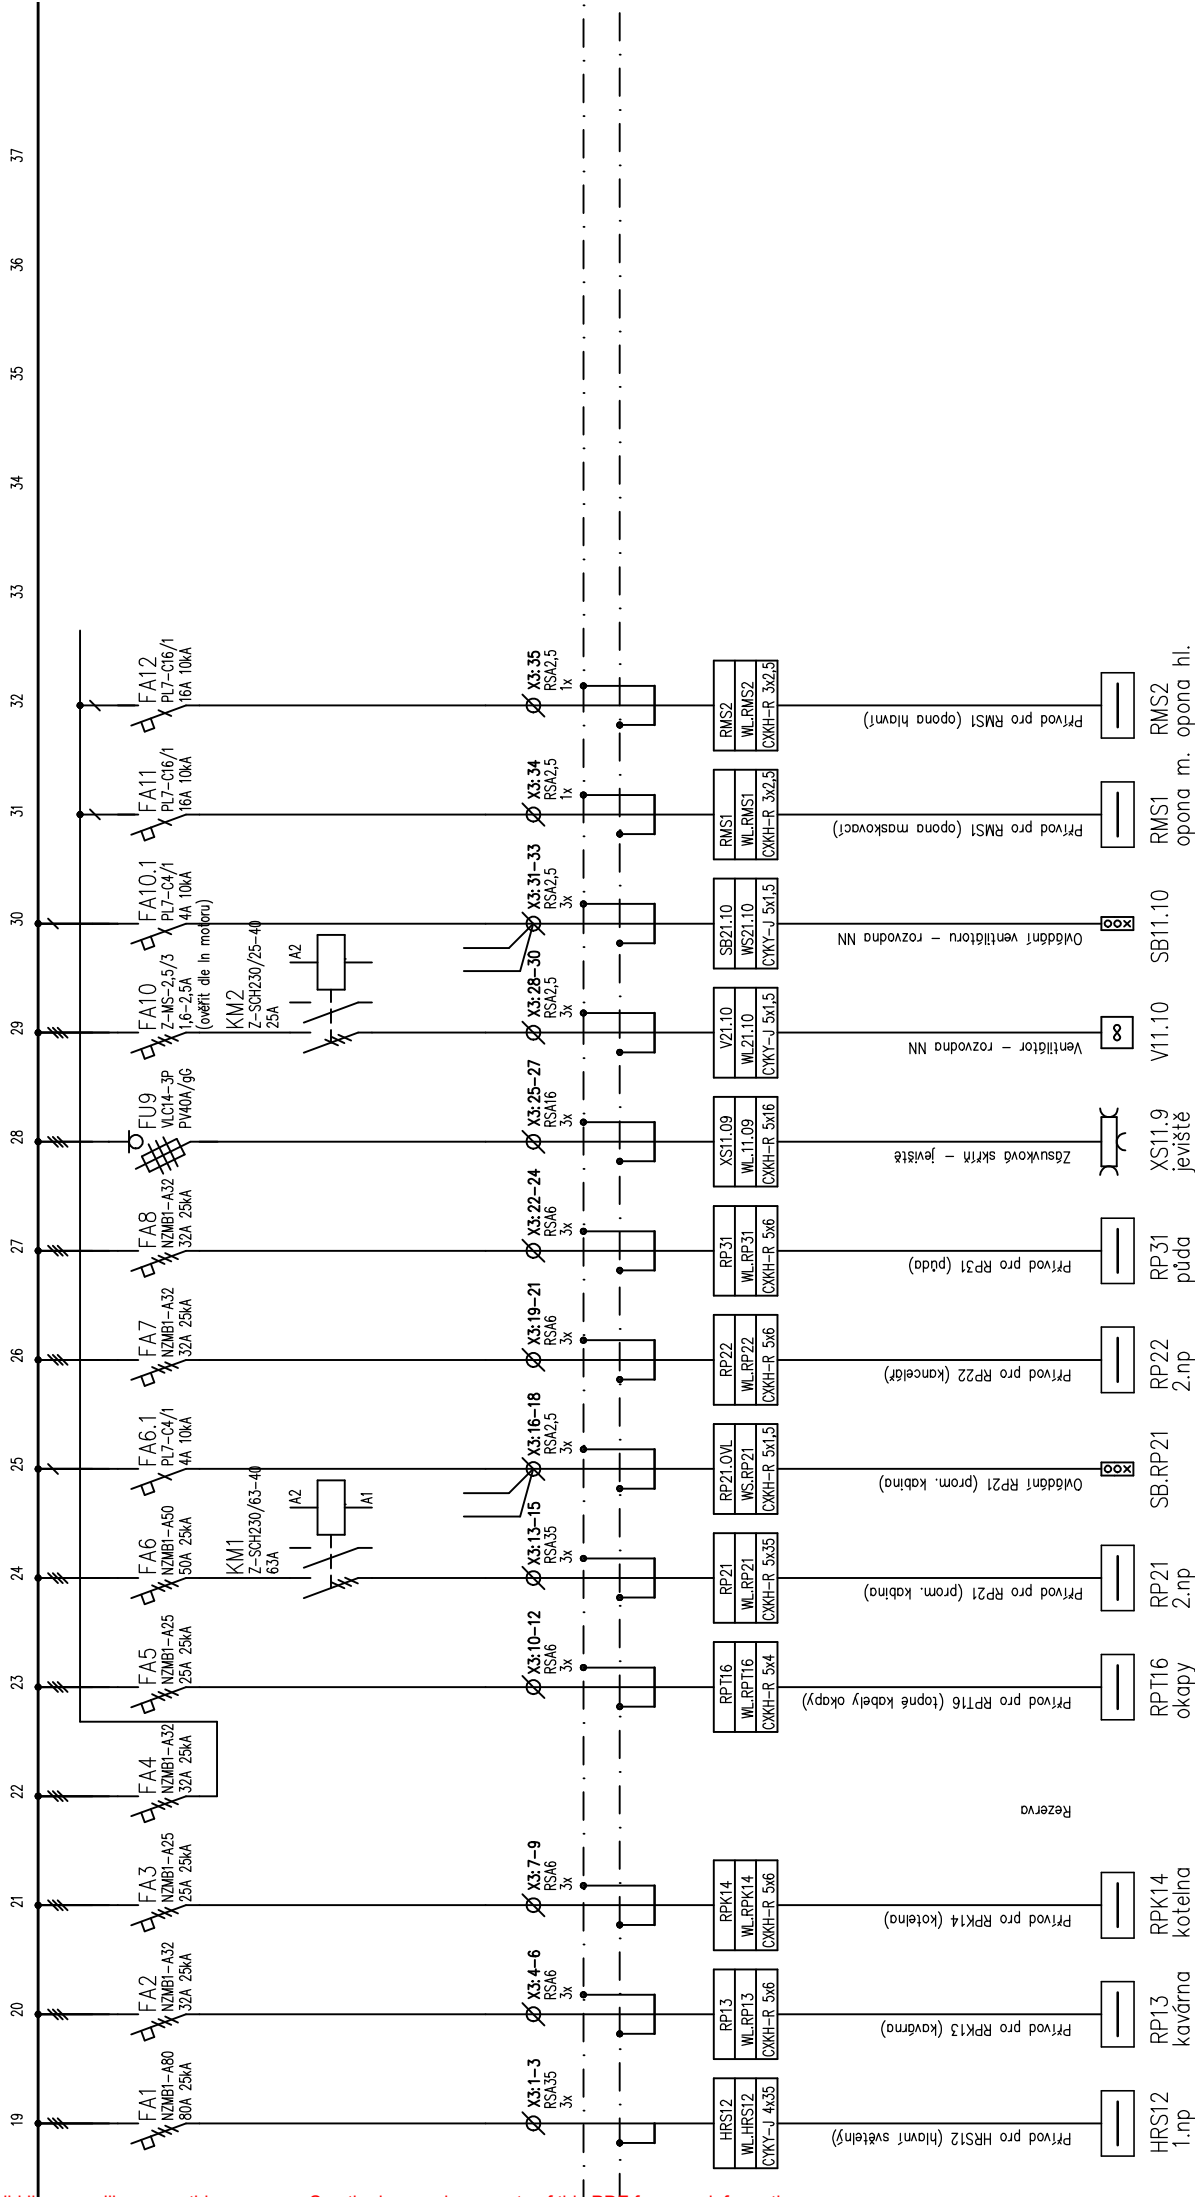 19
20
21
22
23
24
25
26
27
28
29
30
31
32
33
34
35
36
37
FA1
NZMB1-A80
80A 25kA
X3:1-3
RSA35
3x
HRS12
WL.HRS12
CYKY-J 4x35
Přívod pro HRS12 (hlavní světelný)
HRS12
1.np
FA2
NZMB1-A32
32A 25kA
X3:4-6
RSA6
3x
RP13
WL.RP13
CXKH-R 5x6
Přívod pro RPK13 (kavárna)
RP13
kavárna
FA3
NZMB1-A25
25A 25kA
X3:7-9
RSA6
3x
RPK14
WL.RPK14
CXKH-R 5x6
Přívod pro RPK14 (kotelna)
RPK14
kotelna
FA4
NZMB1-A32
32A 25kA
Rezerva
FA5
NZMB1-A25
25A 25kA
X3:10-12
RSA6
3x
RPT16
WL.RPT16
CXKH-R 5x4
Přívod pro RPT16 (topné kabely okapy)
RPT16
okapy
FA6
NZMB1-A50
50A 25kA
KM1
Z-SCH230/63-40
63A
A2
A1
X3:13-15
RSA35
3x
RP21
WL.RP21
CXKH-R 5x35
Přívod pro RP21 (prom. kabina)
RP21
2.np
FA6.1
PL7-C4/1
4A 10kA
X3:16-18
RSA2,5
3x
RP21.OVL
WS.RP21
CXKH-R 5x1,5
Ovládání RP21 (prom. kabina)
SB.RP21
FA7
NZMB1-A32
32A 25kA
X3:19-21
RSA6
3x
RP22
WL.RP22
CXKH-R 5x6
Přívod pro RP22 (kancelář)
RP22
2.np
FA8
NZMB1-A32
32A 25kA
X3:22-24
RSA6
3x
RP31
WL.RP31
CXKH-R 5x6
Přívod pro RP31 (půda)
RP31
půda
FU9
VLC14-3P
PV40A/gG
X3:25-27
RSA16
3x
XS11.09
WL.11.09
CXKH-R 5x16
Zásuvková skříň - jeviště
XS11.9
jeviště
FA10
Z-MS-2,5/3
1,6-2,5A
(ověřit dle In motoru)
KM2
Z-SCH230/25-40
25A
A2
X3:28-30
RSA2,5
3x
V21.10
WL21.10
CYKY-J 5x1,5
Ventilátor - rozvodna NN
V11.10
FA10.1
PL7-C4/1
4A 10kA
X3:31-33
RSA2,5
3x
SB21.10
WS21.10
CYKY-J 5x1,5
Ovládání ventilátoru - rozvodna NN
SB11.10
FA11
PL7-C16/1
16A 10kA
X3:34
RSA2,5
1x
RMS1
WL.RMS1
CXKH-R 3x2,5
Přívod pro RMS1 (opona maskovací)
RMS1
opona m.
FA12
PL7-C16/1
16A 10kA
X3:35
RSA2,5
1x
RMS2
WL.RMS2
CXKH-R 3x2,5
Přívod pro RMS1 (opona hlavní)
RMS2
opona hl.